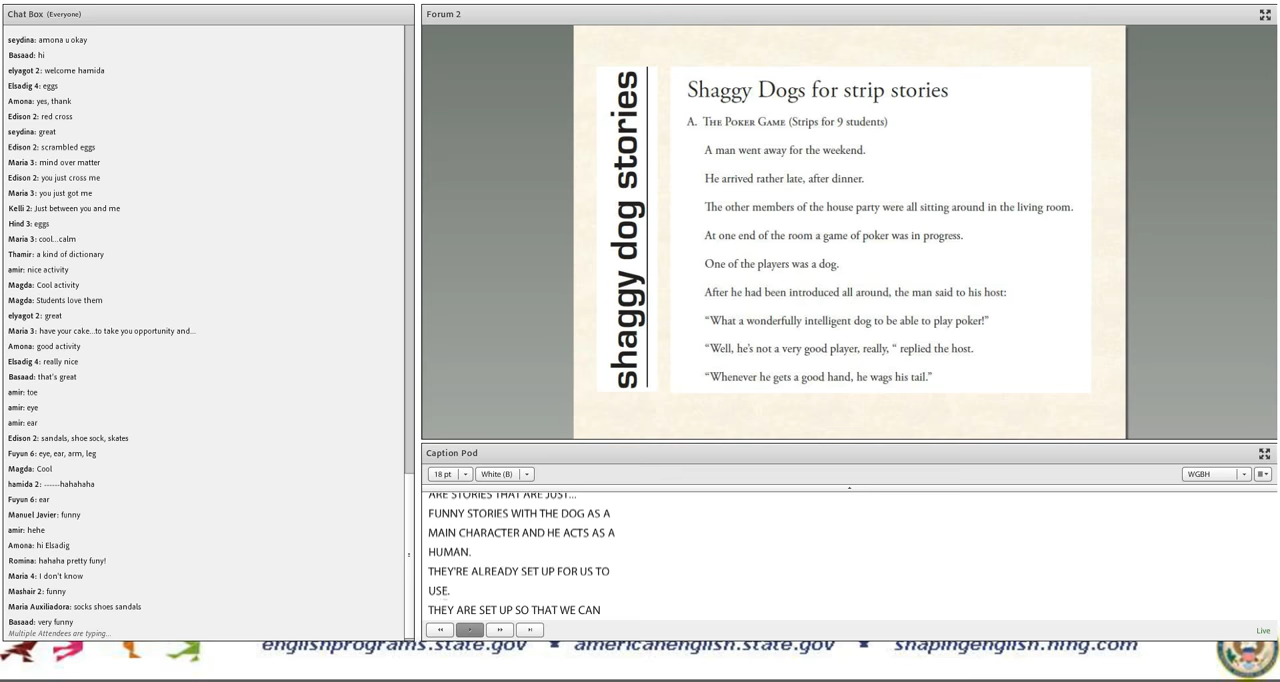 Chat Box (Everyone)
seydina: amona u okay
Basaad: hi
elyagot 2: welcome hamida
Elsadig 4: eggs
Amona: yes, thank
Edison 2: red cross
seydina: great
Edison 2: scrambled eggs
Maria 3: mind over matter
Edison 2: you just cross me
Maria 3: you just got me
Kelli 2: Just between you and me
Hind 3: eggs
Maria 3: cool...calm
Thamir: a kind of dictionary
amir: nice activity
Magda: Cool activity
Magda: Students love them
elyagot 2: great
Maria 3: have your cake...to take you opportunity and...
Amona: good activity
Elsadig 4: really nice
Basaad: that's great
amir: toe
amir: eye
amir: ear
Edison 2: sandals, shoe sock, skates
Fuyun 6: eye, ear, arm, leg
Magda: Cool
hamida 2: ------hahahaha
Fuyun 6: ear
Manuel Javier: funny
amir: hehe
Amona: hi Elsadig
Romina: hahaha pretty funy!
Maria 4: I don't know
Mashair 2: funny
Maria Auxiliadora: socks shoes sandals
Basaad: very funny
Multiple Attendees are typing...
Forum 2
shaggy dog stories
Shaggy Dogs for strip stories
A. The Poker Game (Strips for 9 students)
A man went away for the weekend.
He arrived rather late, after dinner.
The other members of the house party were all sitting around in the living room.
At one end of the room a game of poker was in progress.
One of the players was a dog.
After he had been introduced all around, the man said to his host:
“What a wonderfully intelligent dog to be able to play poker!”
“Well, he’s not a very good player, really, “ replied the host.
“Whenever he gets a good hand, he wags his tail.”
Caption Pod
18 pt White (B) WGBH
ARE STORIES THAT ARE JUST...
FUNNY STORIES WITH THE DOG AS A
MAIN CHARACTER AND HE ACTS AS A
HUMAN.
THEY'RE ALREADY SET UP FOR US TO
USE.
THEY ARE SET UP SO THAT WE CAN
Live
englishprograms.state.gov ▪ americanenglish.state.gov ▪ shapingenglish.ning.com